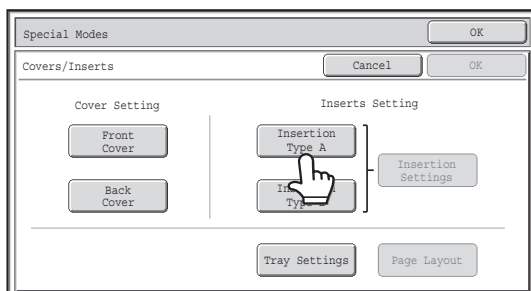 Special Modes
OK
Covers/Inserts
Cancel
OK
Cover Setting
Inserts Setting
Front
Cover
Insertion
Type A
Insertion
Settings
Back
Cover
Tray Settings
Page Layout